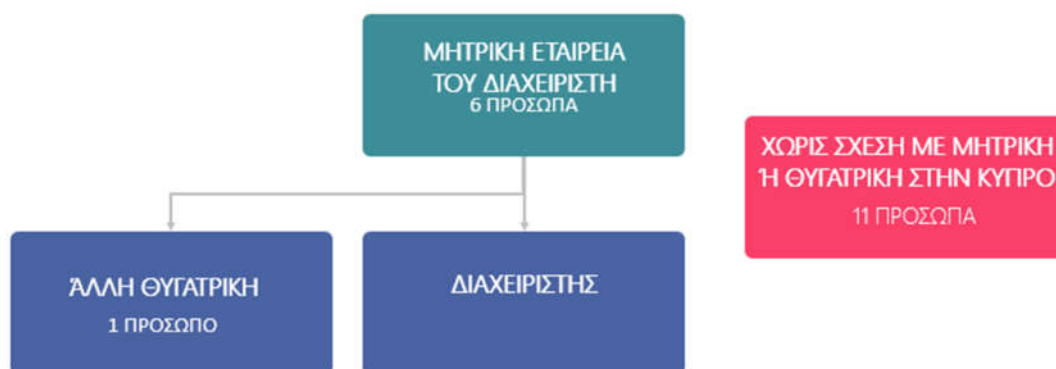 ΜΗΤΡΙΚΗ ΕΤΑΙΡΕΙΑ
ΤΟΥ ΔΙΑΧΕΙΡΙΣΤΗ
6 ΠΡΟΣΩΠΑ
ΧΩΡΙΣ ΣΧΕΣΗ ΜΕ ΜΗΤΡΙΚΗ
Ή ΘΥΓΑΤΡΙΚΗ ΣΤΗΝ ΚΥΠΡΟ
11 ΠΡΟΣΩΠΑ
ΆΛΛΗ ΘΥΓΑΤΡΙΚΗ
1 ΠΡΟΣΩΠΟ
ΔΙΑΧΕΙΡΙΣΤΗΣ